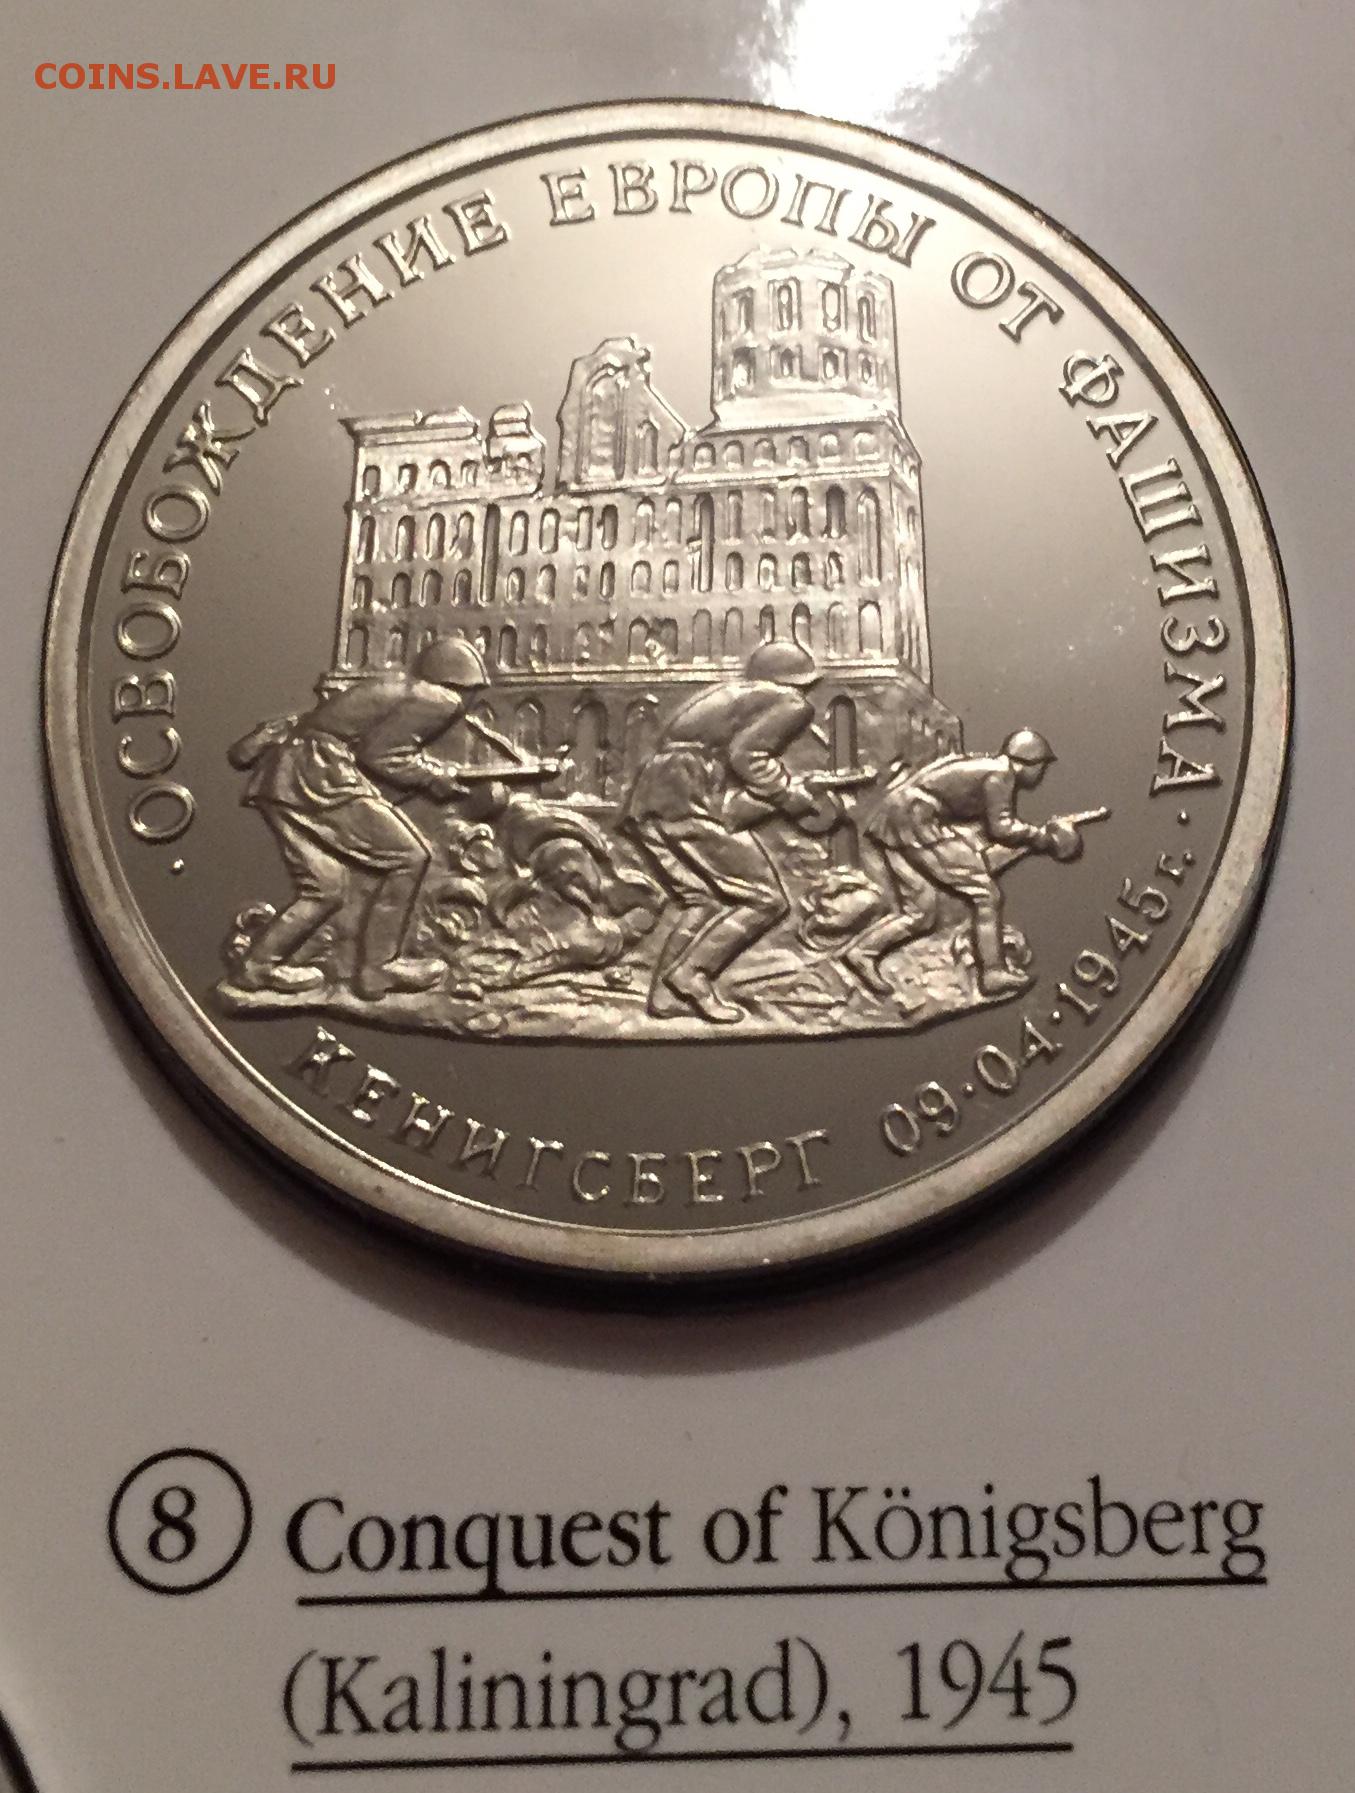 COINS.LAVE.RU
·ОСВОБОЖДЕНИЕ ЕВРОПЫ ОТ ФАШИЗМА·
КЕНИГСБЕРГ 09·04·1945г.
8 Conquest of Königsberg
(Kaliningrad), 1945